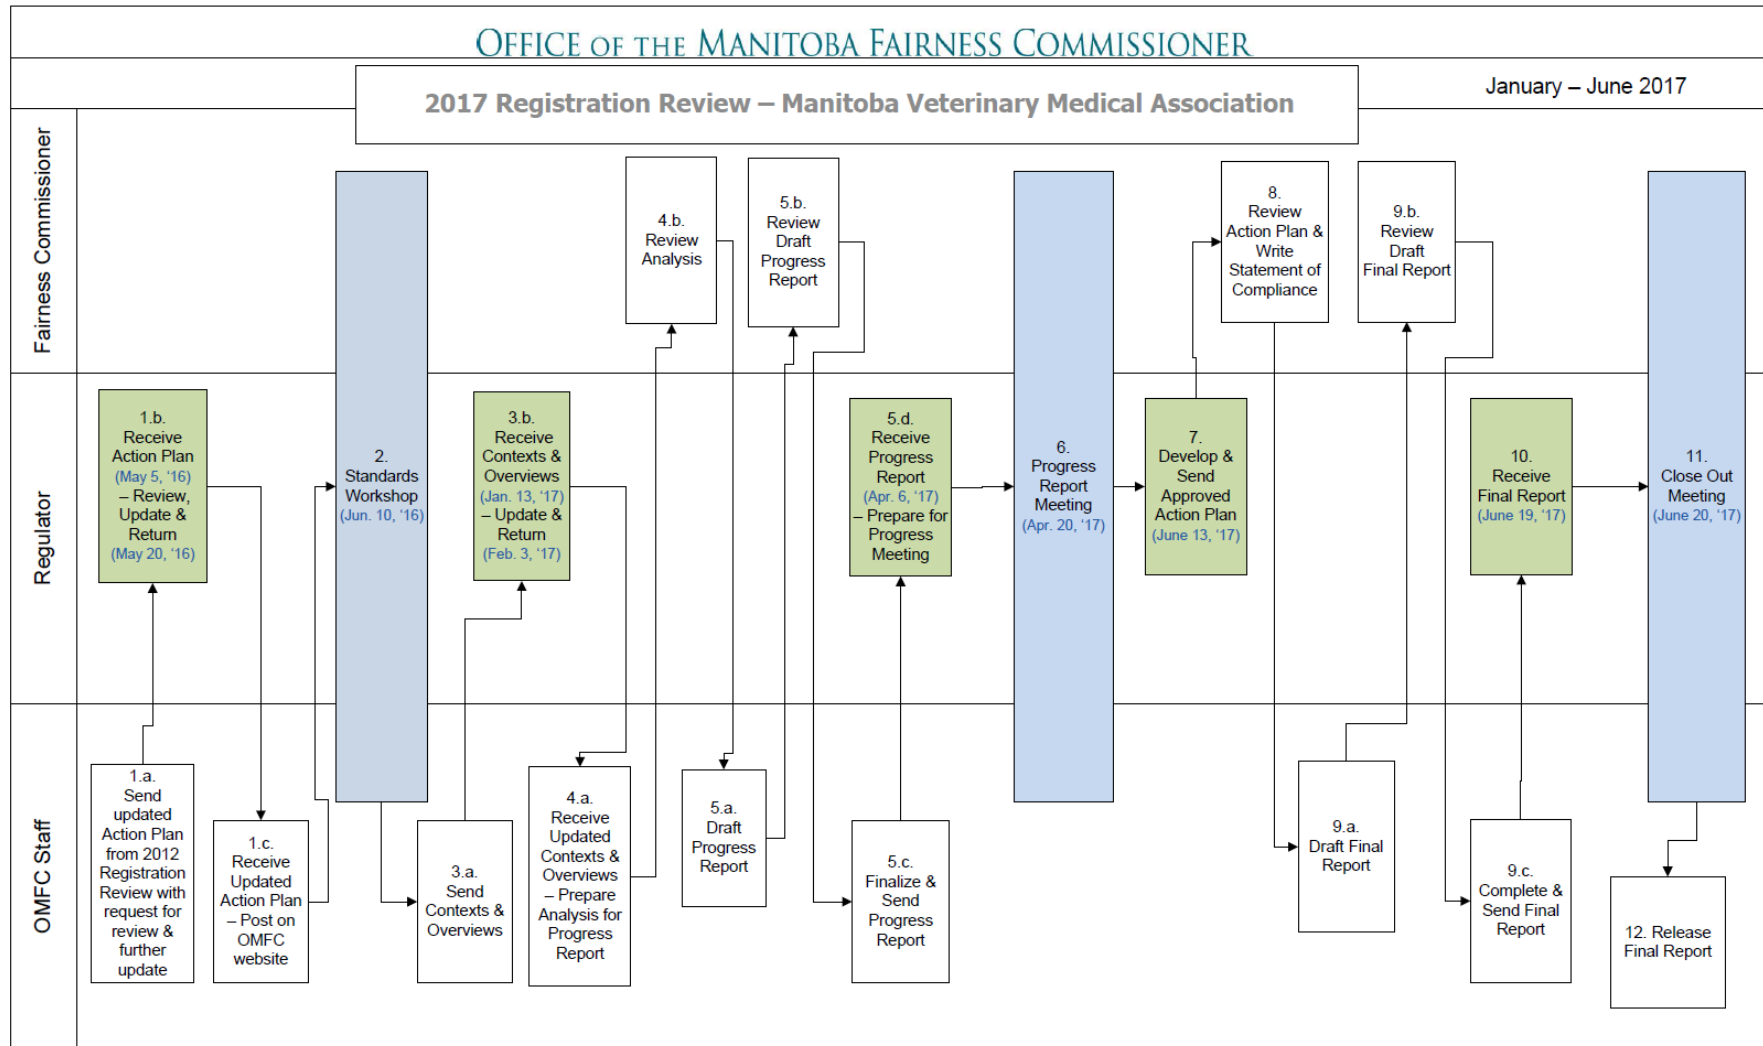 OFFICE OF THE MANITOBA FAIRNESS COMMISSIONER
2017 Registration Review – Manitoba Veterinary Medical Association
January – June 2017
Fairness Commissioner
4.b.
Review
Analysis
5.b.
Review
Draft
Progress
Report
8.
Review
Action Plan &
Write
Statement of
Compliance
9.b.
Review
Draft
Final Report
Regulator
1.b.
Receive
Action Plan
(May 5, ‘16)
– Review,
Update &
Return
(May 20, ‘16)
2.
Standards
Workshop
(Jun. 10, ‘16)
3.b.
Receive
Contexts &
Overviews
(Jan. 13, ‘17)
– Update &
Return
(Feb. 3, ‘17)
5.d.
Receive
Progress
Report
(Apr. 6, ‘17)
– Prepare for
Progress
Meeting
6.
Progress
Report
Meeting
(Apr. 20, ‘17)
7.
Develop &
Send
Approved
Action Plan
(June 13, ‘17)
10.
Receive
Final Report
(June 19, ‘17)
11.
Close Out
Meeting
(June 20, ‘17)
OMFC Staff
1.a.
Send
updated
Action Plan
from 2012
Registration
Review with
request for
review &
further
update
1.c.
Receive
Updated
Action Plan
– Post on
OMFC
website
3.a.
Send
Contexts &
Overviews
4.a.
Receive
Updated
Contexts &
Overviews
– Prepare
Analysis for
Progress
Report
5.a.
Draft
Progress
Report
5.c.
Finalize &
Send
Progress
Report
9.a.
Draft Final
Report
9.c.
Complete &
Send Final
Report
12. Release
Final Report